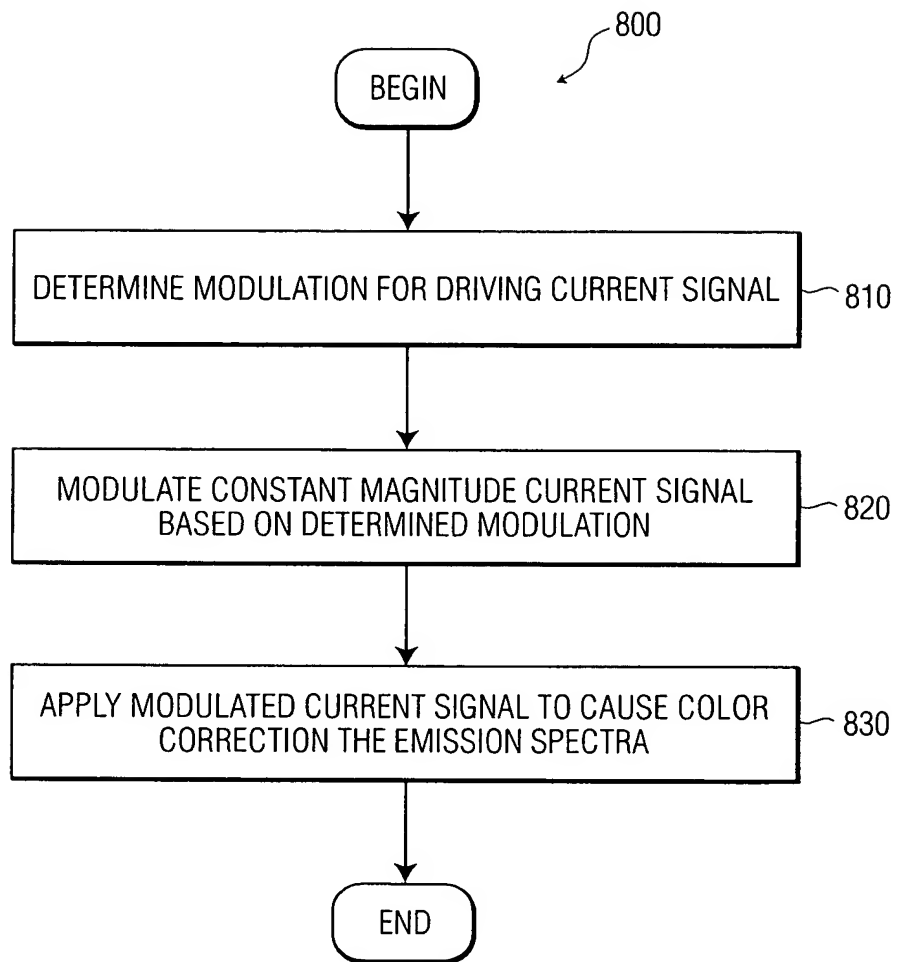 800
BEGIN
DETERMINE MODULATION FOR DRIVING CURRENT SIGNAL
810
MODULATE CONSTANT MAGNITUDE CURRENT SIGNAL
BASED ON DETERMINED MODULATION
820
APPLY MODULATED CURRENT SIGNAL TO CAUSE COLOR
CORRECTION THE EMISSION SPECTRA
830
END